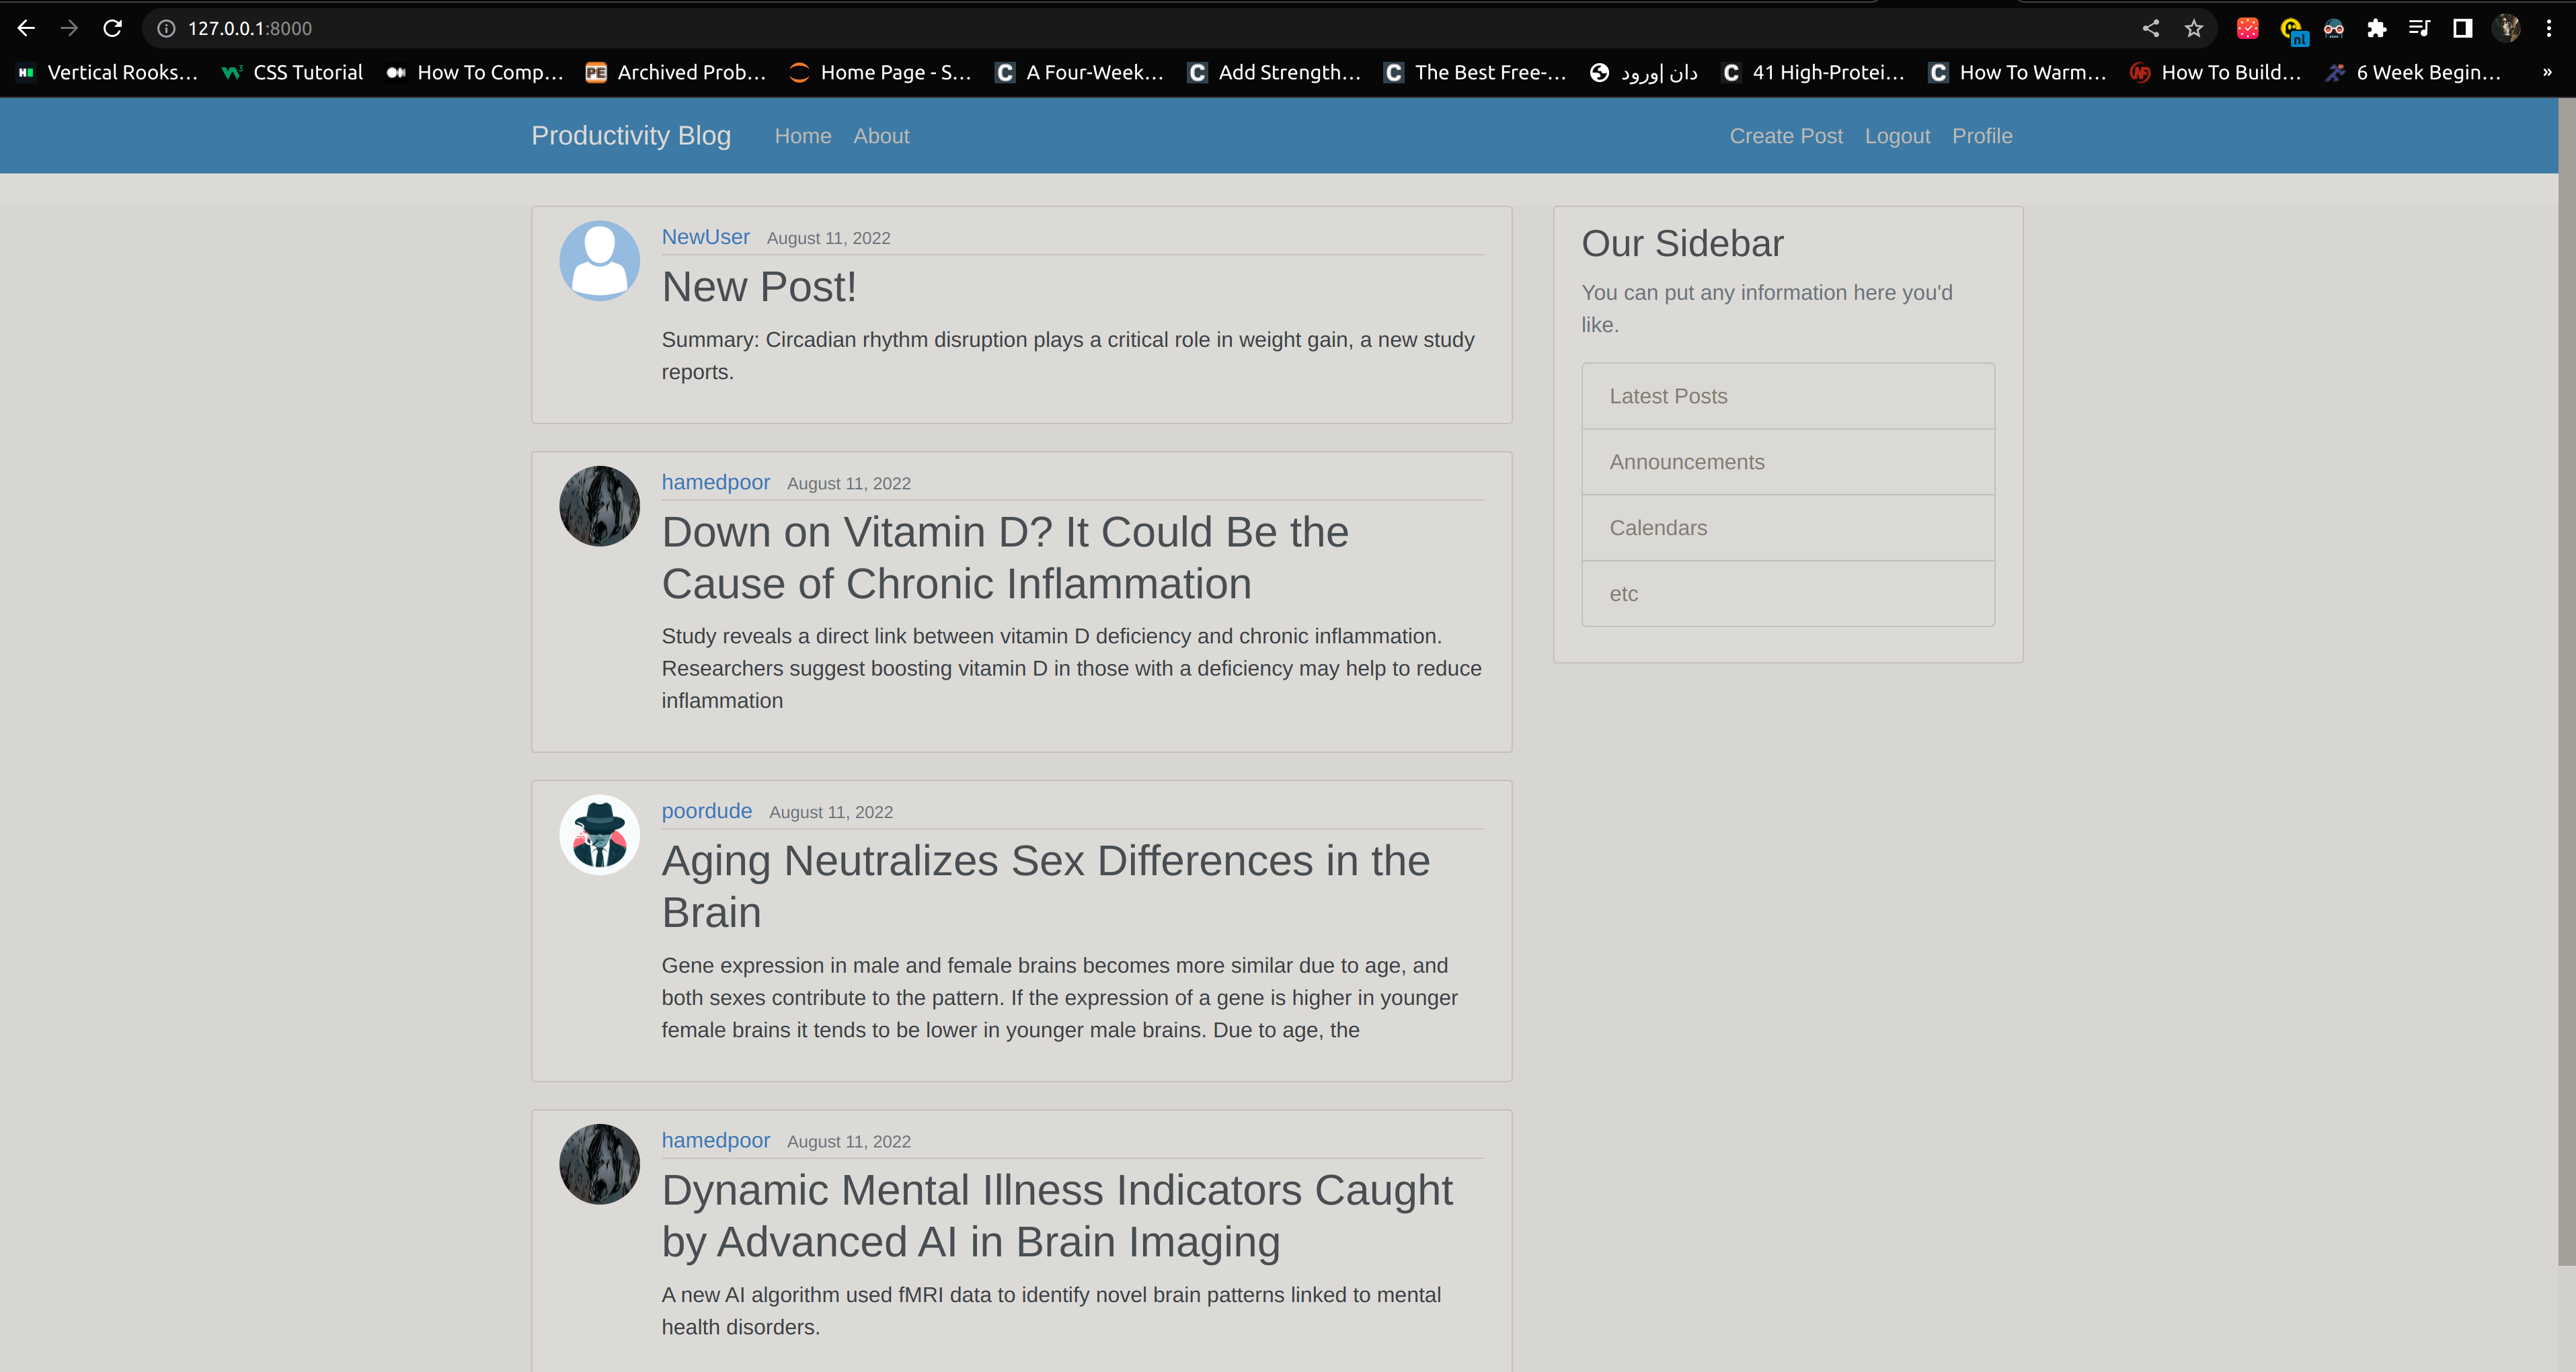 127.0.0.1:8000
nl
Vertical Rooks... CSS Tutorial How To Comp... PE Archived Prob... Home Page - S... C A Four-Week... C Add Strength... C The Best Free-... دان |ورود C 41 High-Protei... C How To Warm... How To Build... 6 Week Begin... »
Productivity Blog Home About Create Post Logout Profile
NewUser August 11, 2022
New Post!
Summary: Circadian rhythm disruption plays a critical role in weight gain, a new study
reports.
hamedpoor August 11, 2022
Down on Vitamin D? It Could Be the
Cause of Chronic Inflammation
Study reveals a direct link between vitamin D deficiency and chronic inflammation.
Researchers suggest boosting vitamin D in those with a deficiency may help to reduce
inflammation
poordude August 11, 2022
Aging Neutralizes Sex Differences in the
Brain
Gene expression in male and female brains becomes more similar due to age, and
both sexes contribute to the pattern. If the expression of a gene is higher in younger
female brains it tends to be lower in younger male brains. Due to age, the
hamedpoor August 11, 2022
Dynamic Mental Illness Indicators Caught
by Advanced AI in Brain Imaging
A new AI algorithm used fMRI data to identify novel brain patterns linked to mental
health disorders.
Our Sidebar
You can put any information here you'd
like.
Latest Posts
Announcements
Calendars
etc